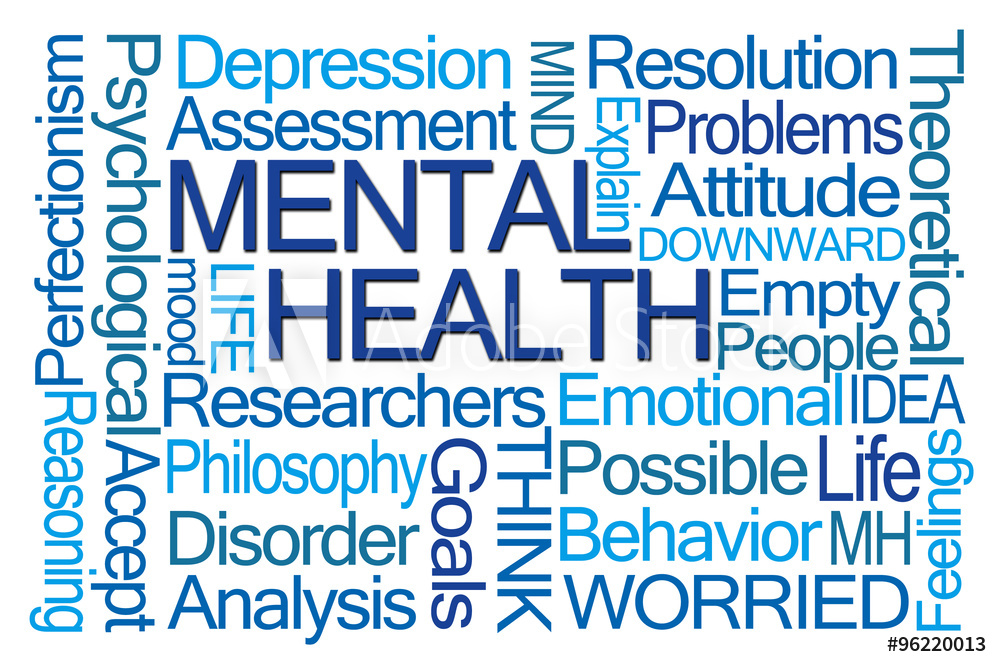 Perfectionism
Psychological
Depression
MIND
Resolution
Theoretical
Assessment
Explain
Problems
MENTAL
Attitude
DOWNWARD
mood
LIFE
HEALTH
Empty
People
Reasoning
Accept
Researchers
Emotional
IDEA
Philosophy
Goals
THINK
Possible
Life
Feelings
Disorder
Behavior
MH
Analysis
WORRIED
Adobe Stock
#96220013